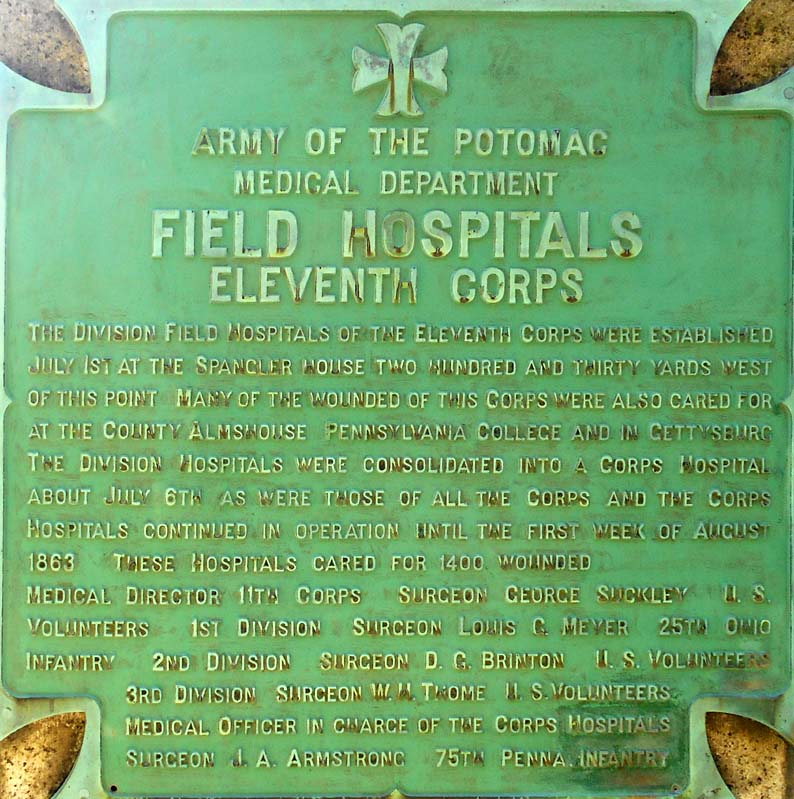 ARMY OF THE POTOMAC
MEDICAL DEPARTMENT
FIELD HOSPITALS
ELEVENTH CORPS
THE DIVISION FIELD HOSPITALS OF THE ELEVENTH CORPS WERE ESTABLISHED
JULY 1ST AT THE SPANGLER HOUSE TWO HUNDRED AND THIRTY YARDS WEST
OF THIS POINT MANY OF THE WOUNDED OF THIS CORPS WERE ALSO CARED FOR
AT THE COUNTY ALMSHOUSE PENNSYLVANIA COLLEGE AND IN GETTYSBURG
THE DIVISION HOSPITALS WERE CONSOLIDATED INTO A CORPS HOSPITAL
ABOUT JULY 6TH AS WERE THOSE OF ALL THE CORPS AND THE CORPS
HOSPITALS CONTINUED IN OPERATION UNTIL THE FIRST WEEK OF AUGUST
1863 THESE HOSPITALS CARED FOR 1400 WOUNDED
MEDICAL DIRECTOR 11TH CORPS SURGEON GEORGE SUCKLEY U. S.
VOLUNTEERS 1ST DIVISION SURGEON LOUIS G. MEYER 25TH OHIO
INFANTRY 2ND DIVISION SURGEON D. G. BRINTON U. S. VOLUNTEERS
3RD DIVISION SURGEON W. H. THOME U. S. VOLUNTEERS
MEDICAL OFFICER IN CHARGE OF THE CORPS HOSPITALS
SURGEON J. A. ARMSTRONG 75TH PENNA. INFANTRY